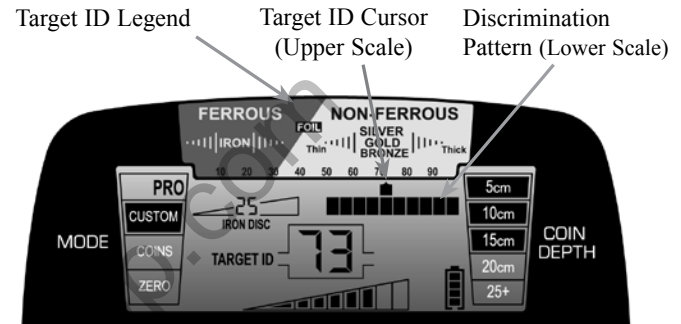 Target ID Legend
Target ID Cursor
(Upper Scale)
Discrimination
Pattern (Lower Scale)
FERROUS
NON-FERROUS
FOIL
IRON
Thin
SILVER
GOLD
BRONZE
Thick
10 20 30 40 50 60 70 80 90
PRO
CUSTOM
COINS
ZERO
MODE
25
IRON DISC
TARGET ID
73
5cm
10cm
15cm
20cm
25+
COIN
DEPTH
p.com